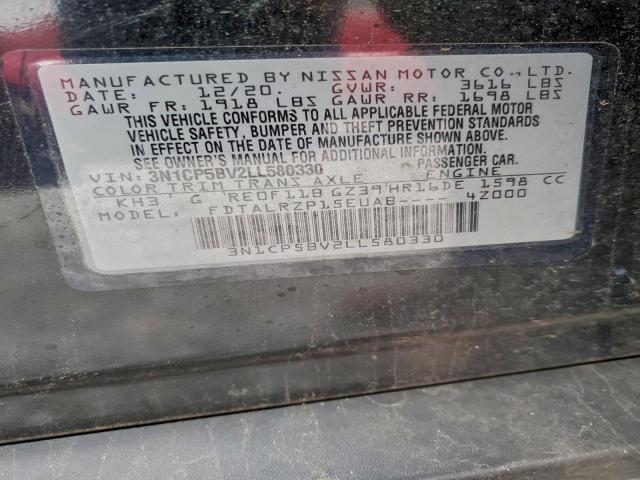 MANUFACTURED BY NISSAN MOTOR CO., LTD.
DATE: 12/20. GVWR: 3616 LBS
GAWR FR: 1918 LBS GAWR RR: 1698 LBS
THIS VEHICLE CONFORMS TO ALL APPLICABLE FEDERAL MOTOR
VEHICLE SAFETY, BUMPER AND THEFT PREVENTION STANDARDS
IN EFFECT ON THE DATE OF MANUFACTURE SHOWN ABOVE.
SEE OWNER'S MANUAL FOR ADDITIONAL INFORMATION.
VIN: 3N1CP5BV2LL580330 PASSENGER CAR.
COLOR TRIM TRANS AXLE ENGINE
KH3 G RE0F11B GZ39 HR16DE 1598 CC
FDTALRZP15EUAB---- 4Z000
3N1CP5BV2LL580330